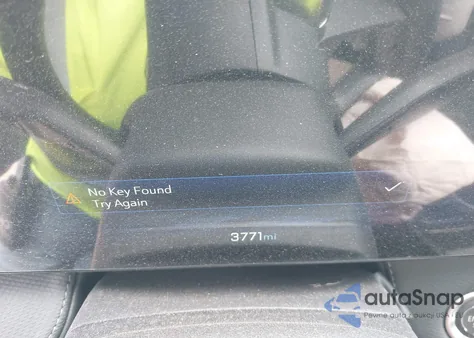 No Key Found
Try Again
3771mi
autoSnap